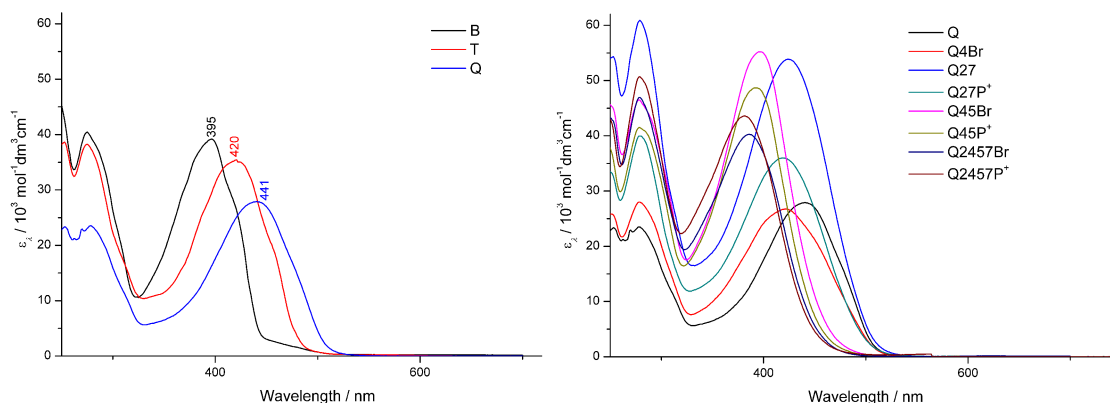 60
50
40
30
20
10
0
400
600
Wavelength / nm
ε_λ / 10³ mol⁻¹dm³cm⁻¹
395
420
441
B
T
Q
60
50
40
30
20
10
0
400
600
Wavelength / nm
ε_λ / 10³ mol⁻¹dm³cm⁻¹
Q
Q4Br
Q27
Q27P⁺
Q45Br
Q45P⁺
Q2457Br
Q2457P⁺